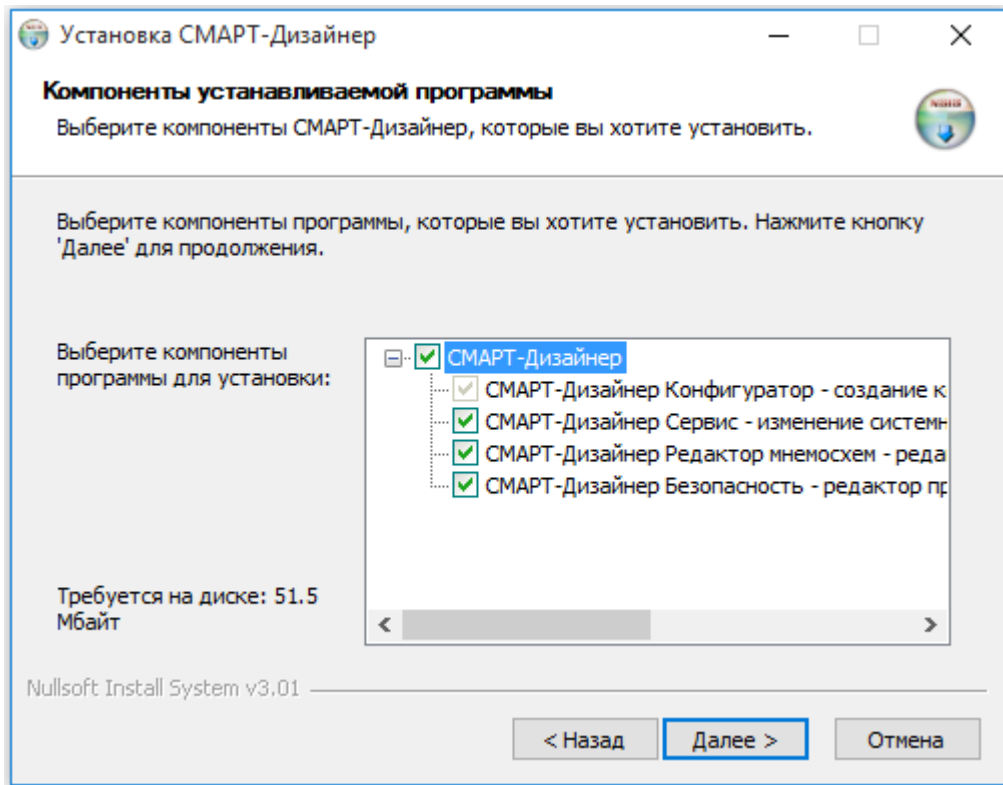 Установка СМАРТ-Дизайнер
Компоненты устанавливаемой программы
Выберите компоненты СМАРТ-Дизайнер, которые вы хотите установить.
Выберите компоненты программы, которые вы хотите установить. Нажмите кнопку
'Далее' для продолжения.
Выберите компоненты
программы для установки:
СМАРТ-Дизайнер
СМАРТ-Дизайнер Конфигуратор - создание к
СМАРТ-Дизайнер Сервис - изменение системн
СМАРТ-Дизайнер Редактор мнемосхем - реда
СМАРТ-Дизайнер Безопасность - редактор пр
Требуется на диске: 51.5
Мбайт
Nullsoft Install System v3.01
< Назад
Далее >
Отмена